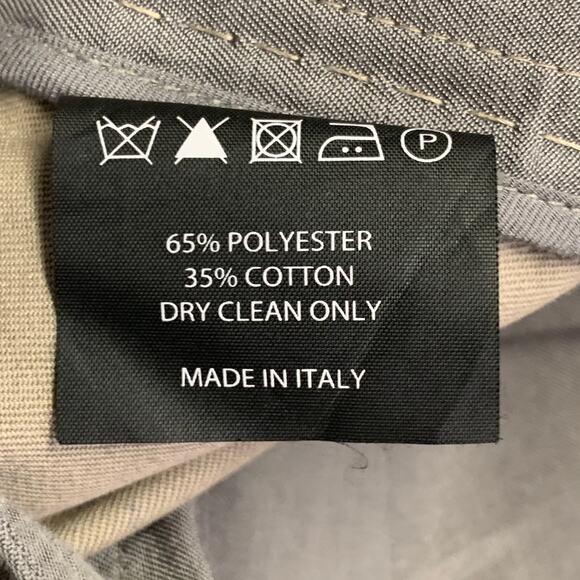 P
65% POLYESTER
35% COTTON
DRY CLEAN ONLY
MADE IN ITALY